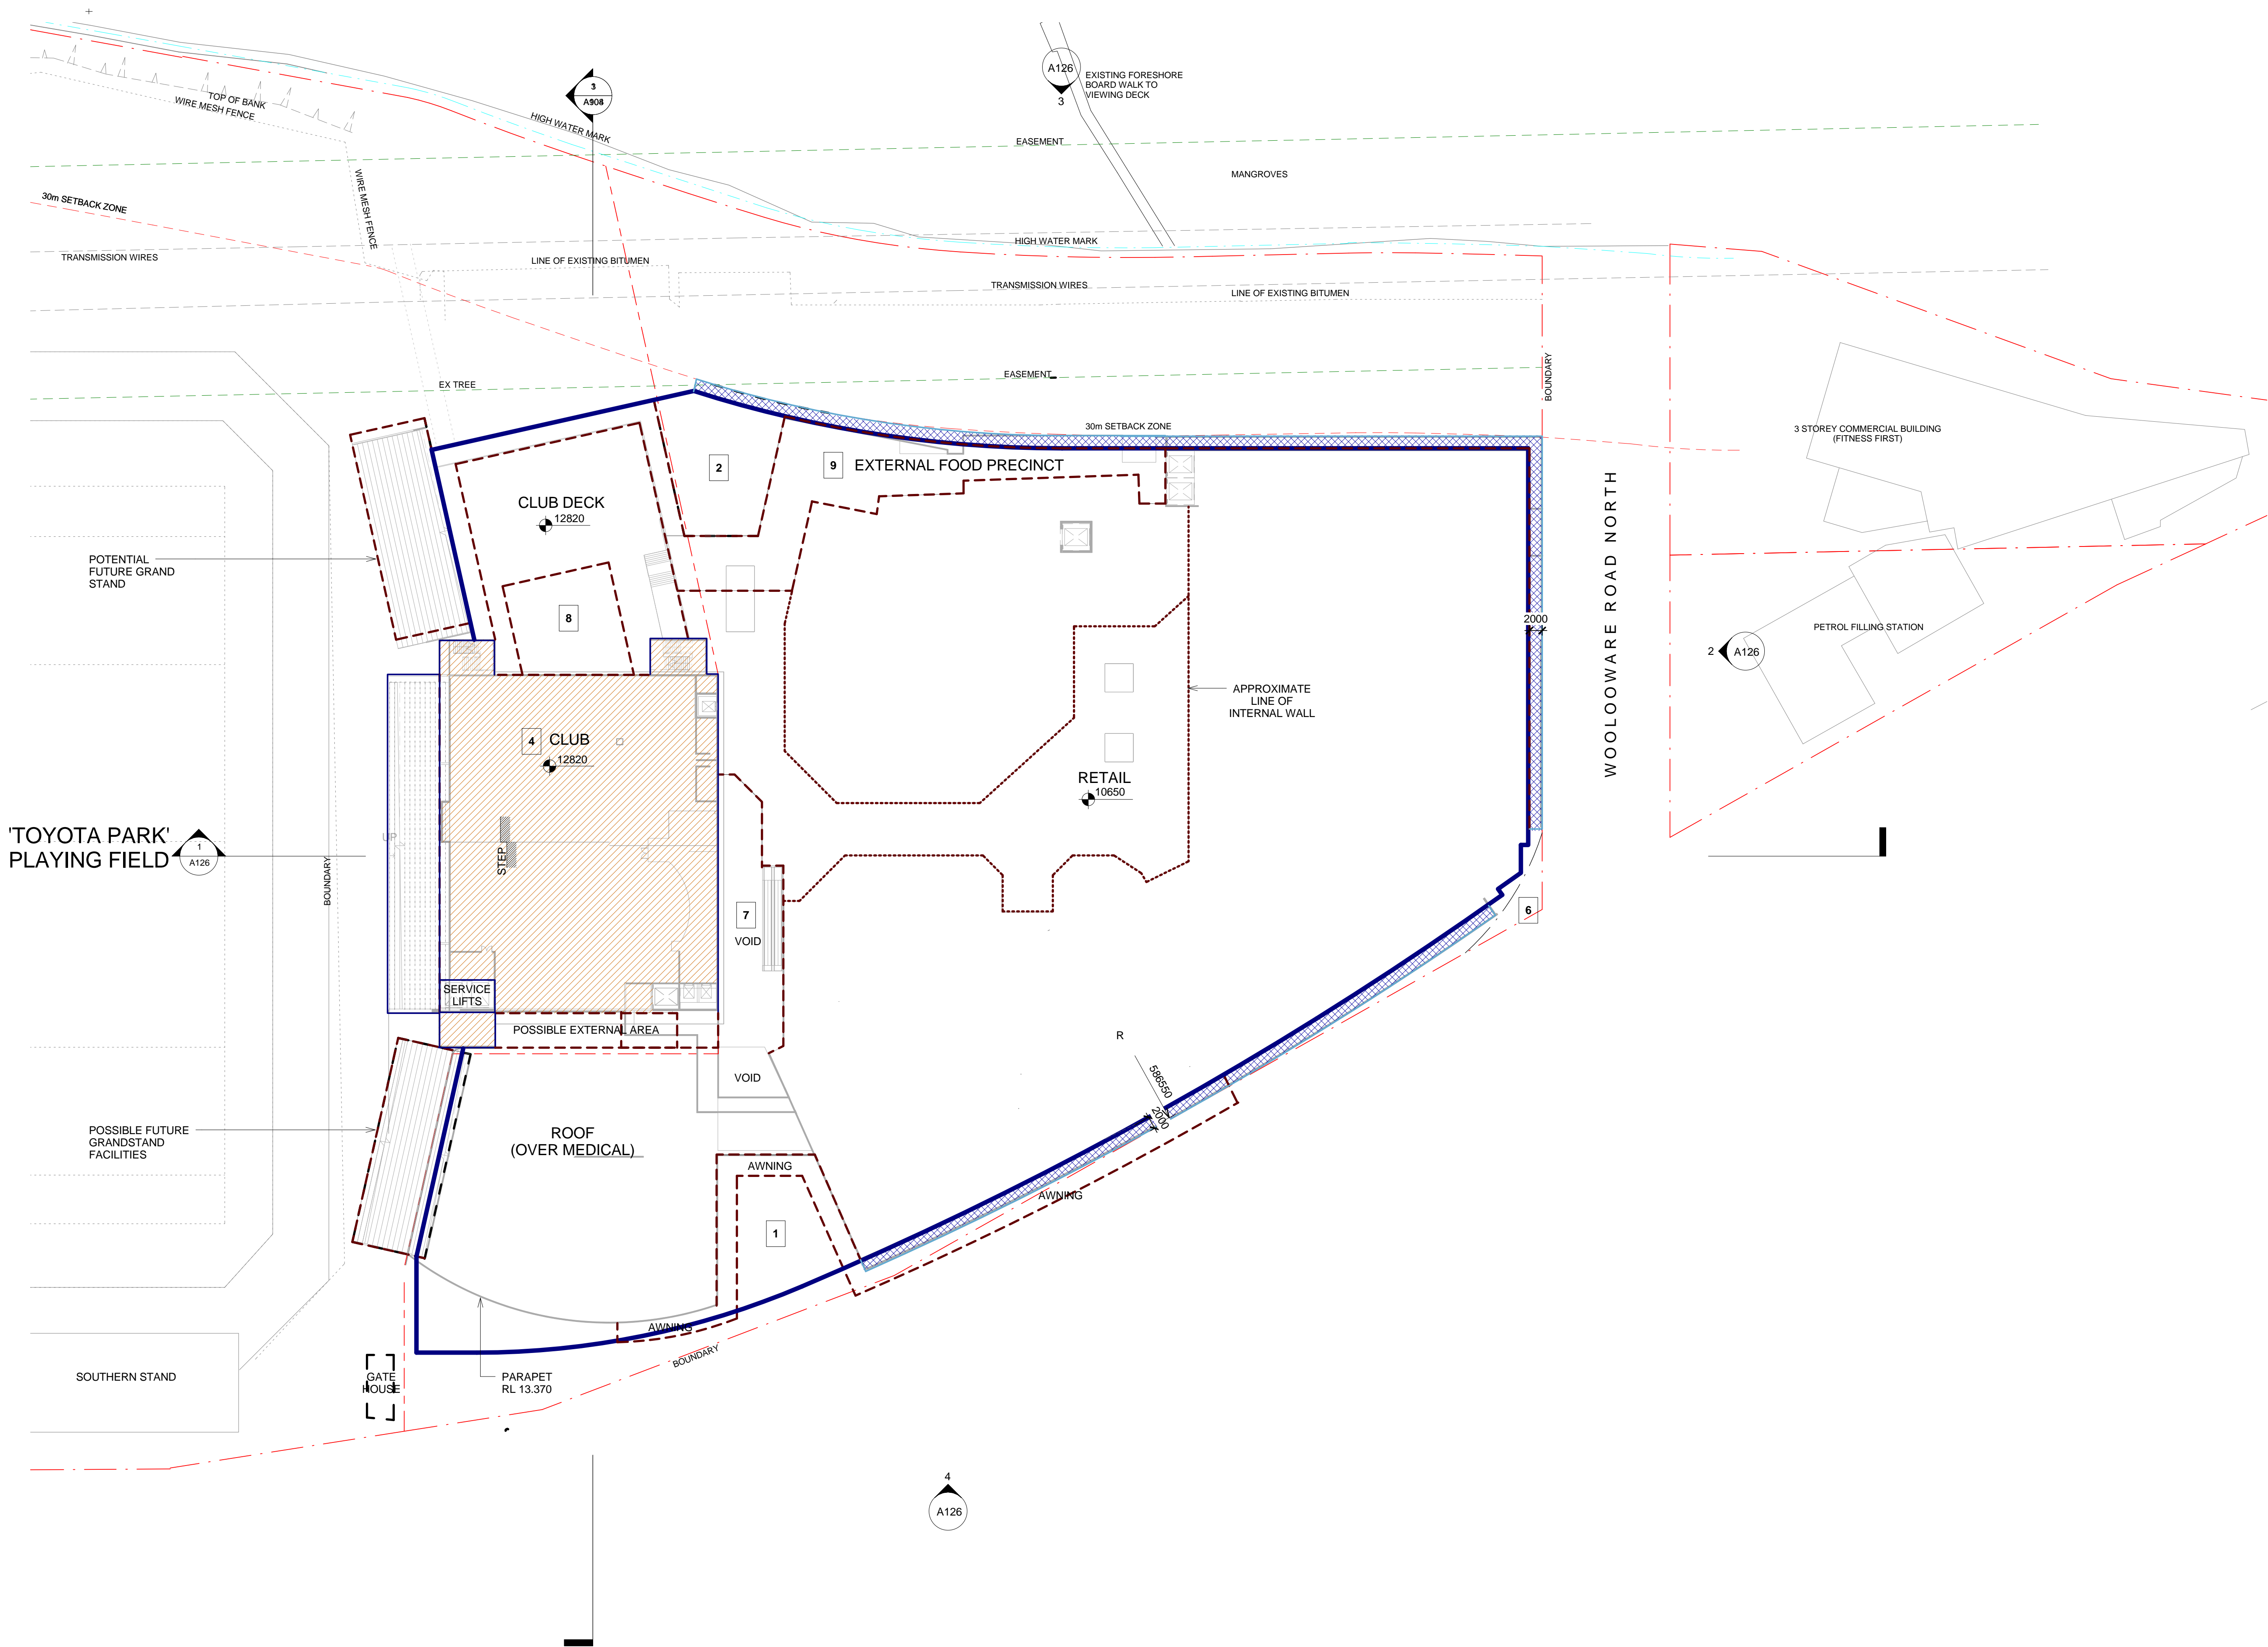 A126
3
EXISTING FORESHORE
BOARD WALK TO
VIEWING DECK
TOP OF BANK
WIRE MESH FENCE
HIGH WATER MARK
EASEMENT
MANGROVES
WIRE MESH FENCE
30m SETBACK ZONE
HIGH WATER MARK
TRANSMISSION WIRES
LINE OF EXISTING BITUMEN
TRANSMISSION WIRES
LINE OF EXISTING BITUMEN
BOUNDARY
EX TREE
EASEMENT
30m SETBACK ZONE
3 STOREY COMMERCIAL BUILDING
(FITNESS FIRST)
2
9
EXTERNAL FOOD PRECINCT
CLUB DECK
12820
WOOLOOWARE ROAD NORTH
POTENTIAL
FUTURE GRAND
STAND
8
2000
PETROL FILLING STATION
2
A126
APPROXIMATE
LINE OF
INTERNAL WALL
4
CLUB
12820
RETAIL
10650
'TOYOTA PARK'
PLAYING FIELD
1
A126
UP
STEP
BOUNDARY
7
VOID
6
SERVICE
LIFTS
POSSIBLE EXTERNAL AREA
R
586550
2000
VOID
POSSIBLE FUTURE
GRANDSTAND
FACILITIES
ROOF
(OVER MEDICAL)
AWNING
AWNING
1
AWNING
BOUNDARY
SOUTHERN STAND
GATE
HOUSE
PARAPET
RL 13.370
4
A126